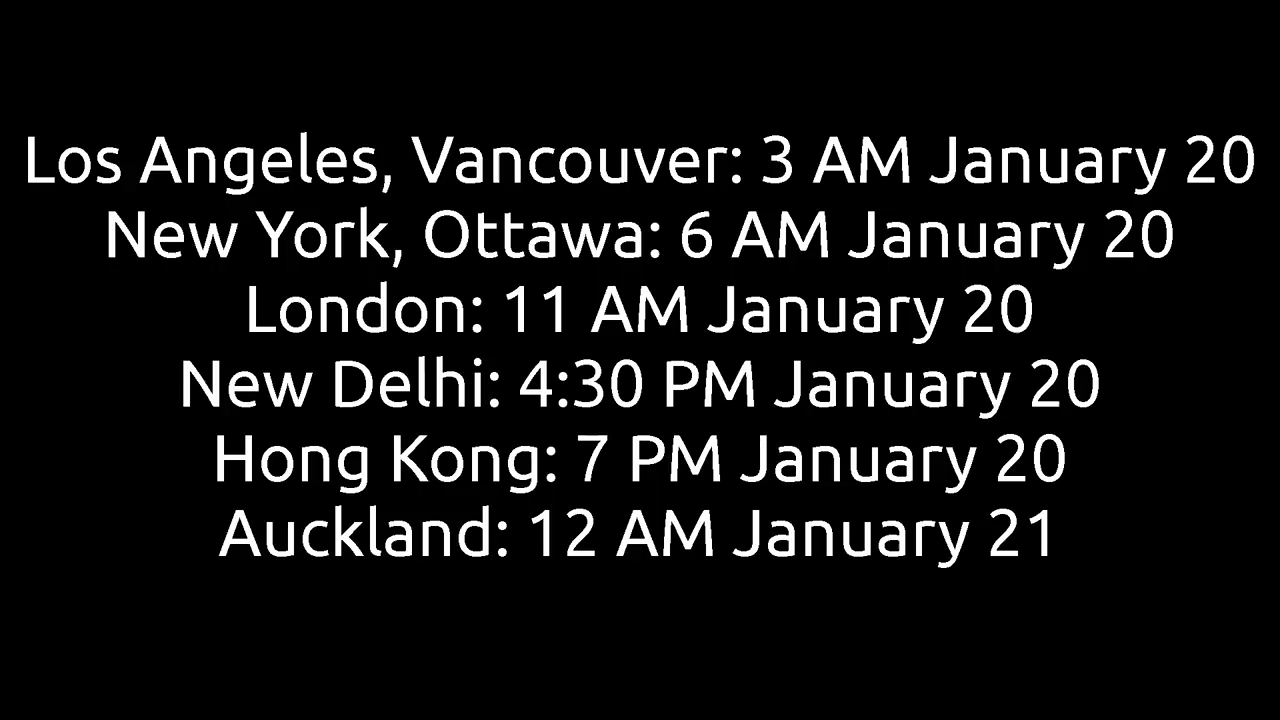 Los Angeles, Vancouver: 3 AM January 20
New York, Ottawa: 6 AM January 20
London: 11 AM January 20
New Delhi: 4:30 PM January 20
Hong Kong: 7 PM January 20
Auckland: 12 AM January 21